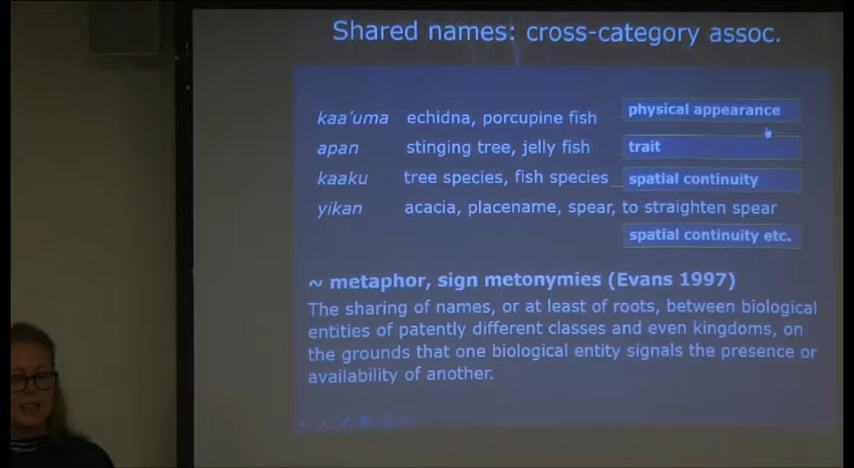 Shared names: cross-category assoc.
kaa'uma echidna, porcupine fish physical appearance
apan stinging tree, jelly fish trait
kaaku tree species, fish species spatial continuity
yikan acacia, placename, spear, to straighten spear
spatial continuity etc.
~ metaphor, sign metonymies (Evans 1997)
The sharing of names, or at least of roots, between biological
entities of patently different classes and even kingdoms, on
the grounds that one biological entity signals the presence or
availability of another.